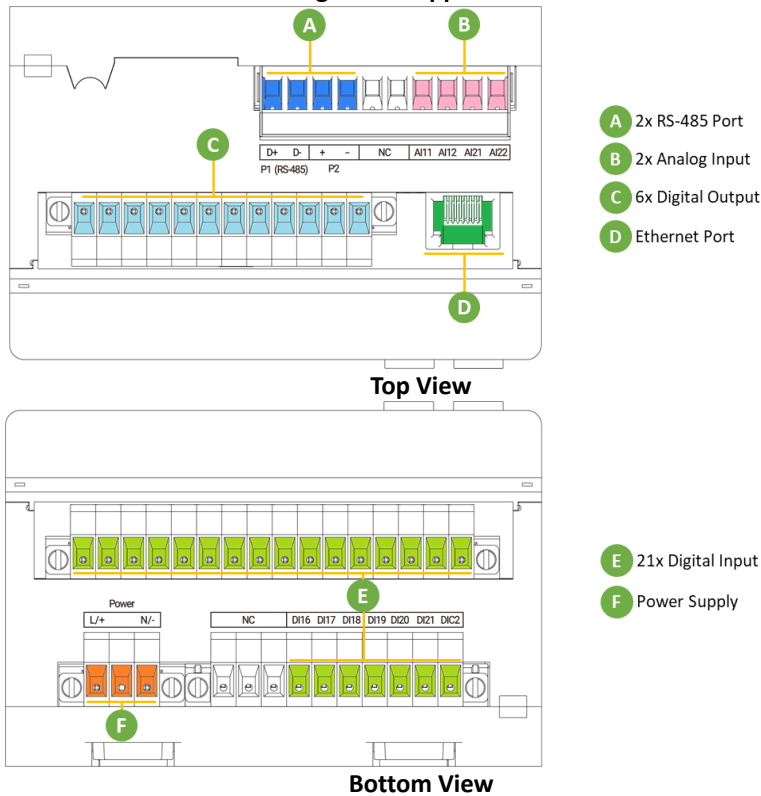 A B
D+ D- + − NC AI11 AI12 AI21 AI22
P1 (RS-485) P2
C
D
A 2x RS-485 Port
B 2x Analog Input
C 6x Digital Output
D Ethernet Port
Top View
E
Power
L/+ N/- NC DI16 DI17 DI18 DI19 DI20 DI21 DIC2
F
E 21x Digital Input
F Power Supply
Bottom View